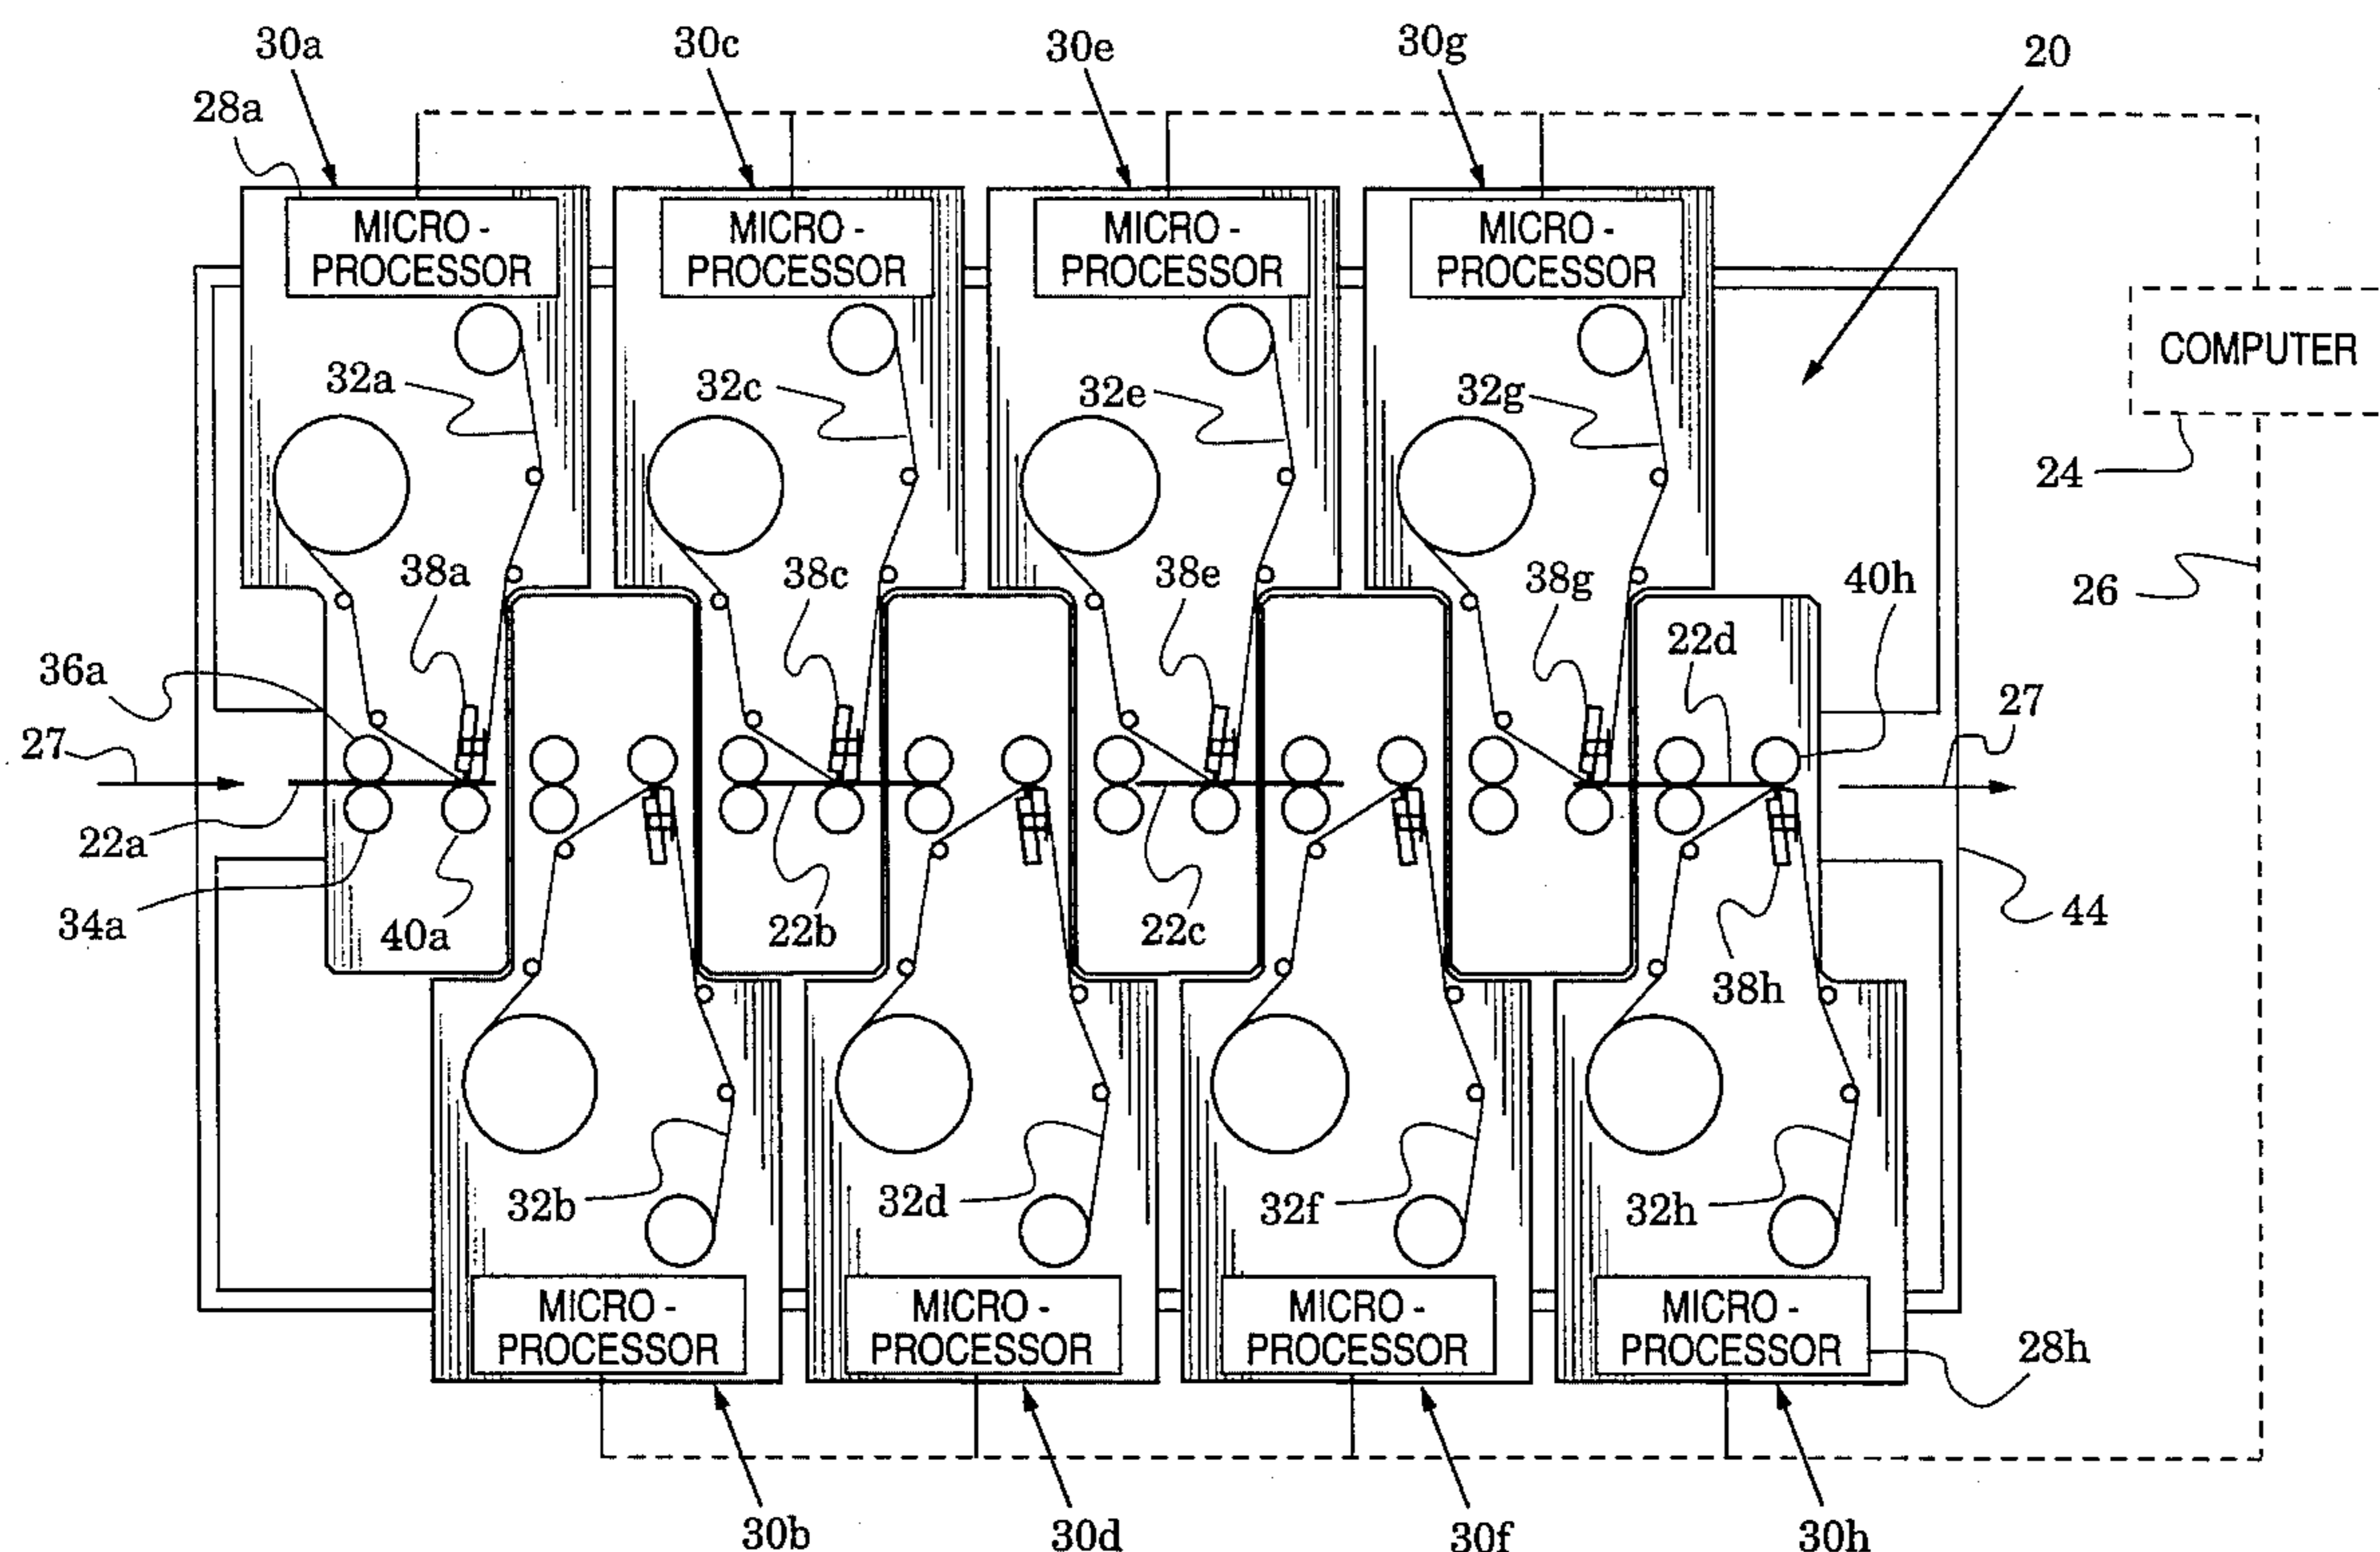 30a
30c
30e
30g
20
28a
MICRO -
PROCESSOR
MICRO -
PROCESSOR
MICRO -
PROCESSOR
MICRO -
PROCESSOR
COMPUTER
32a
32c
32e
32g
24
38a
38c
38e
38g
40h
26
36a
22d
27
27
22a
34a
40a
22b
22c
38h
44
32b
32d
32f
32h
MICRO -
PROCESSOR
MICRO -
PROCESSOR
MICRO -
PROCESSOR
MICRO -
PROCESSOR
28h
30b
30d
30f
30h